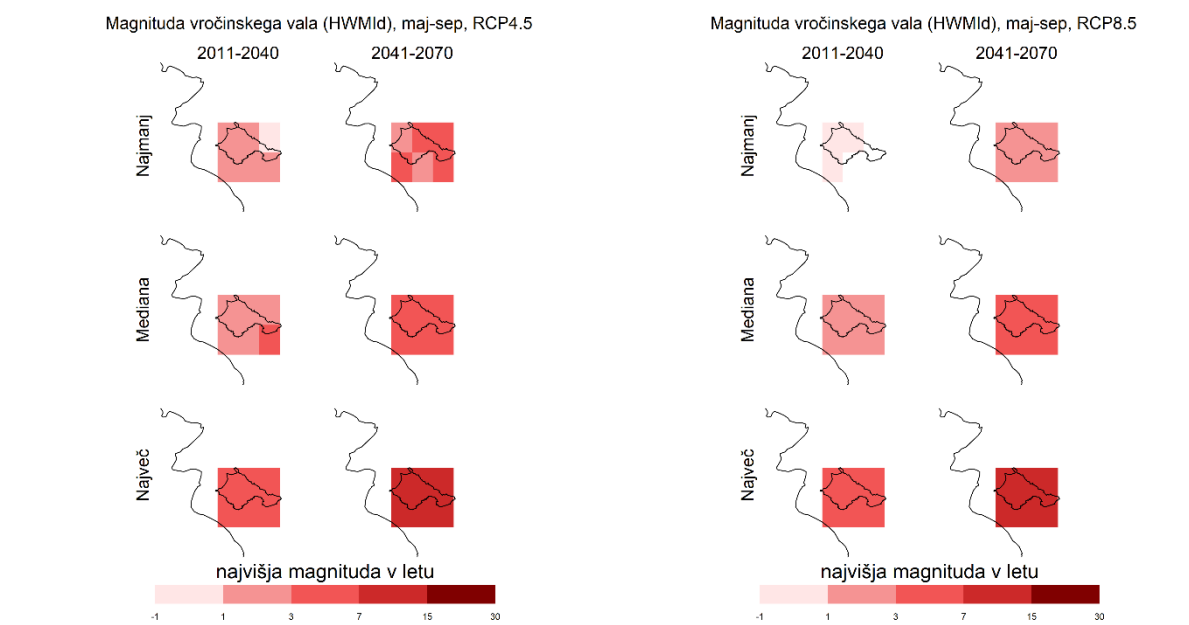 Magnituda vročinskega vala (HWMId), maj-sep, RCP4.5
2011-2040 2041-2070
Najmanj
Mediana
Največ
najvišja magnituda v letu
-1 1 3 7 15 30
Magnituda vročinskega vala (HWMId), maj-sep, RCP8.5
2011-2040 2041-2070
Najmanj
Mediana
Največ
najvišja magnituda v letu
-1 1 3 7 15 30